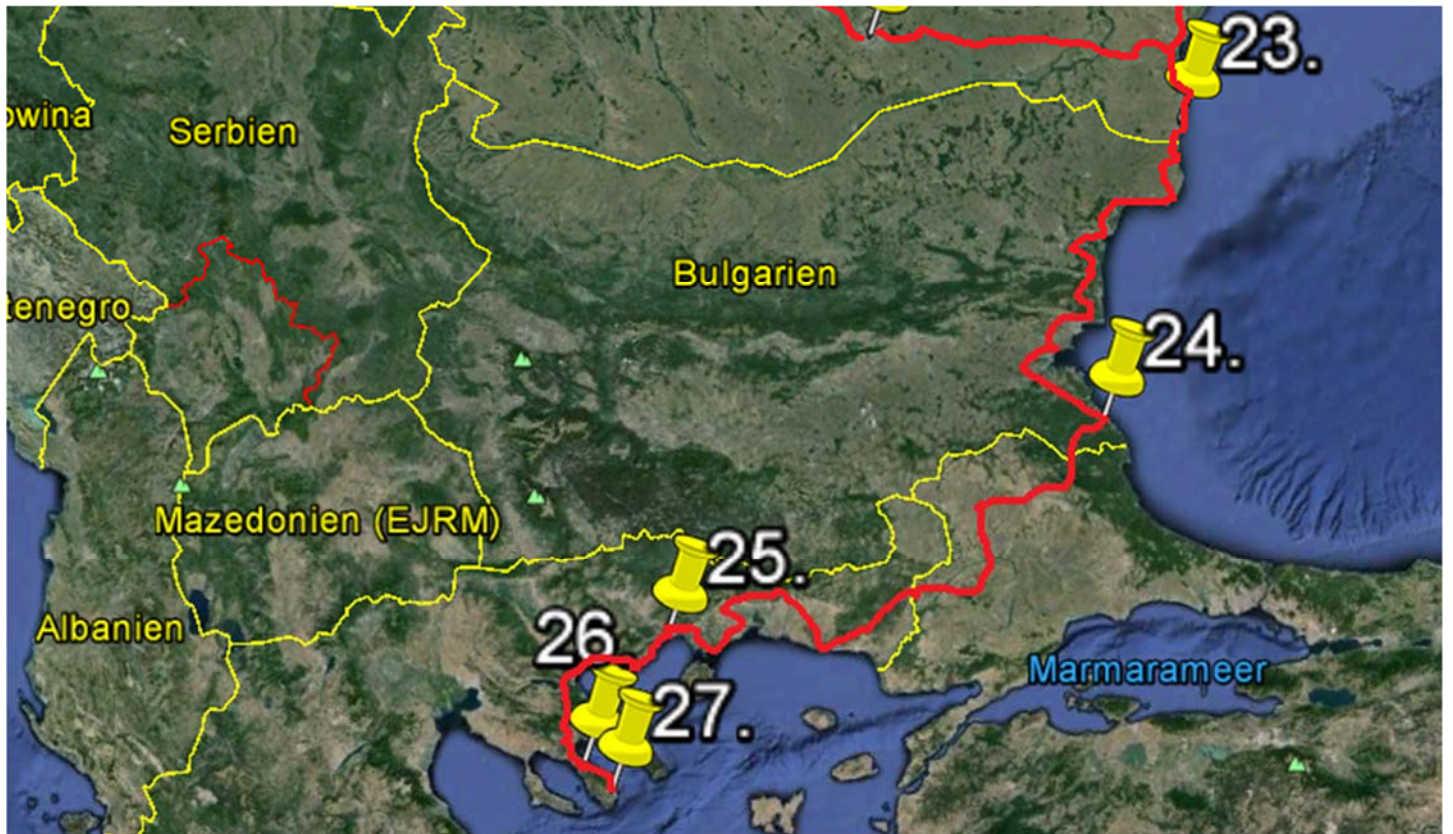 23.
owina
Serbien
Bulgarien
tenegro
24.
Mazedonien (EJRM)
25.
Albanien
26
Marmarameer
27.